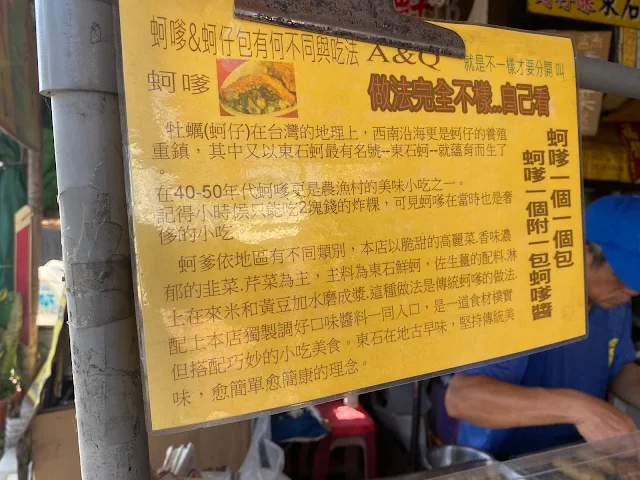 蚵嗲&蚵仔包有何不同與吃法 A&Q 就是不一樣才要分開 叫
蚵嗲
做法完全不樣...自己看
牡蠣(蚵仔)在台灣的地理上，西南沿海更是蚵仔的養殖
重鎮，其中又以東石蚵最有名號--東石蚵--就蘊育而生了
。
在40-50年代蚵嗲更是農漁村的美味小吃之一。
記得小時候只能吃2塊錢的炸粿，可見蚵嗲在當時也是奢
侈的小吃
蚵爹依地區有不同類別，本店以脆甜的高麗菜.香味濃
郁的韭菜.芹菜為主，主料為東石鮮蚵，佐生薑的配料.淋
上在來米和黃豆加水磨成漿.這種做法是傳統蚵嗲的做法.
配上本店獨製調好口味醬料一同入口，是一道食材樸實
但搭配巧妙的小吃美食。東石在地古早味，堅持傳統美
味，愈簡單愈簡康的理念。
蚵嗲一個一個包
蚵嗲一個附一包蚵嗲醬
東石